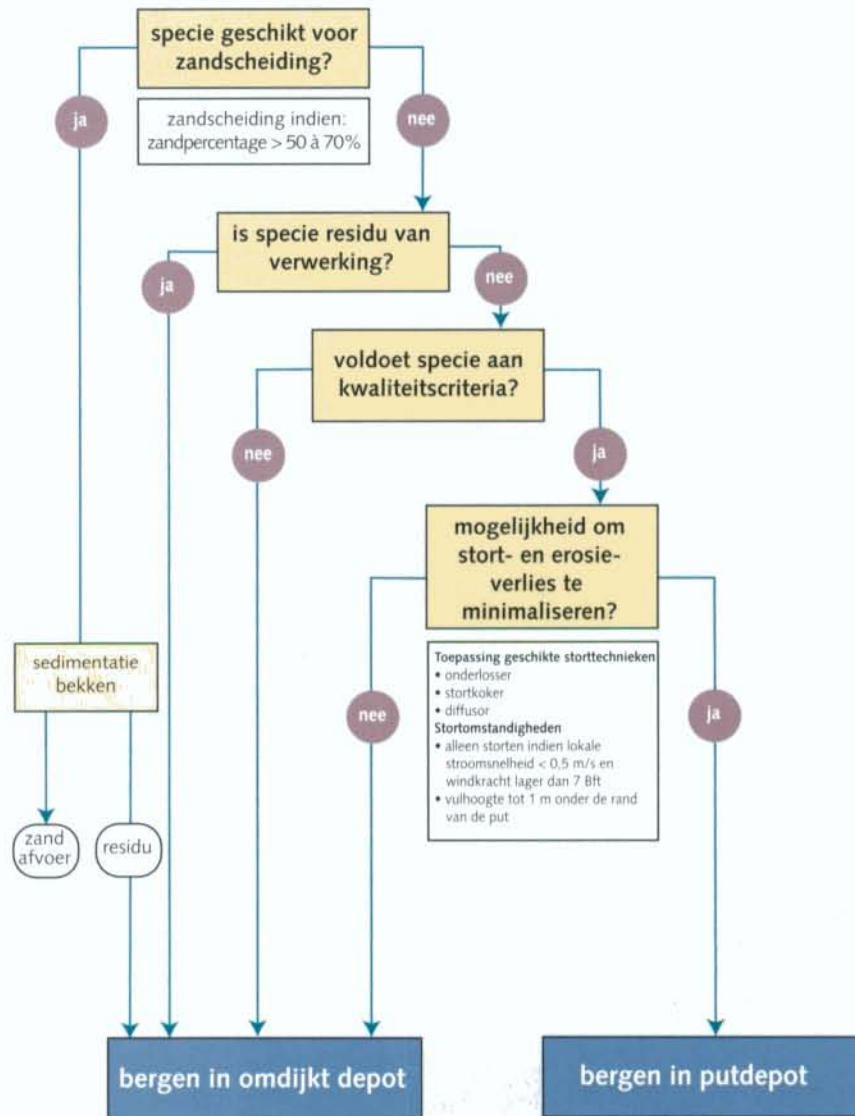 specie geschikt voor
zandscheiding?
ja
zandscheiding indien:
zandpercentage > 50 à 70%
nee
is specie residu van
verwerking?
ja
nee
voldoet specie aan
kwaliteitscriteria?
nee
ja
mogelijkheid om
stort- en erosie-
verlies te
minimaliseren?
sedimentatie
bekken
Toepassing geschikte storttechnieken
• onderlosser
• stortkoker
• diffusor
Stortomstandigheden
• alleen storten indien lokale
stroomsnelheid < 0,5 m/s en
windkracht lager dan 7 Bft
• vulhoogte tot 1 m onder de rand
van de put
nee
ja
zand
afvoer
residu
bergen in omdijkt depot
bergen in putdepot